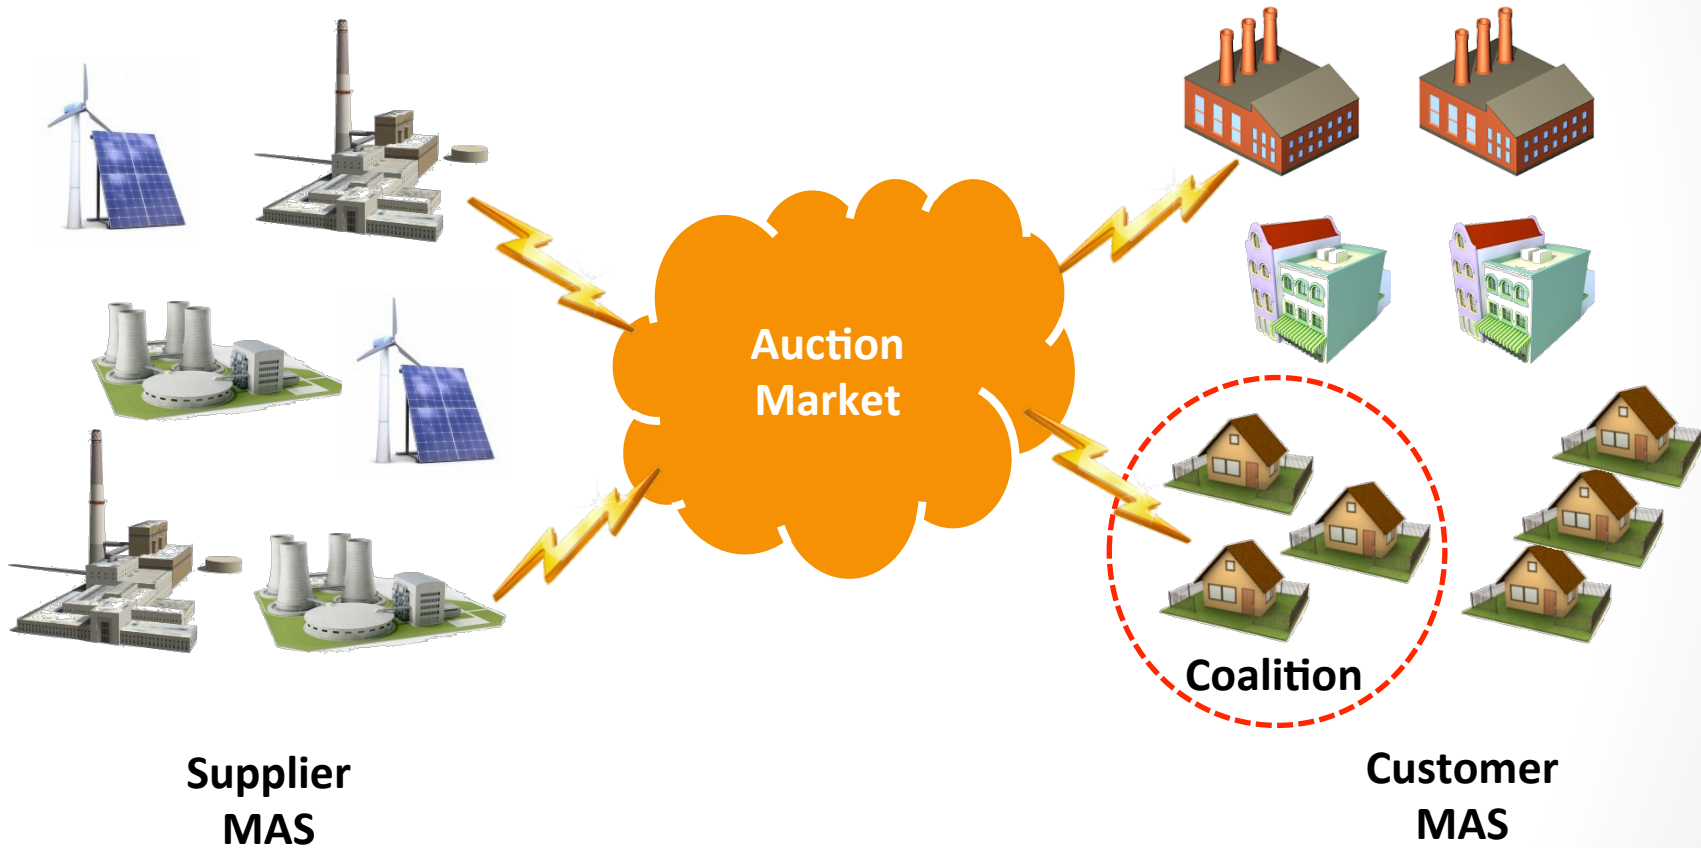 Auction
Market
Coalition
Supplier
MAS
Customer
MAS